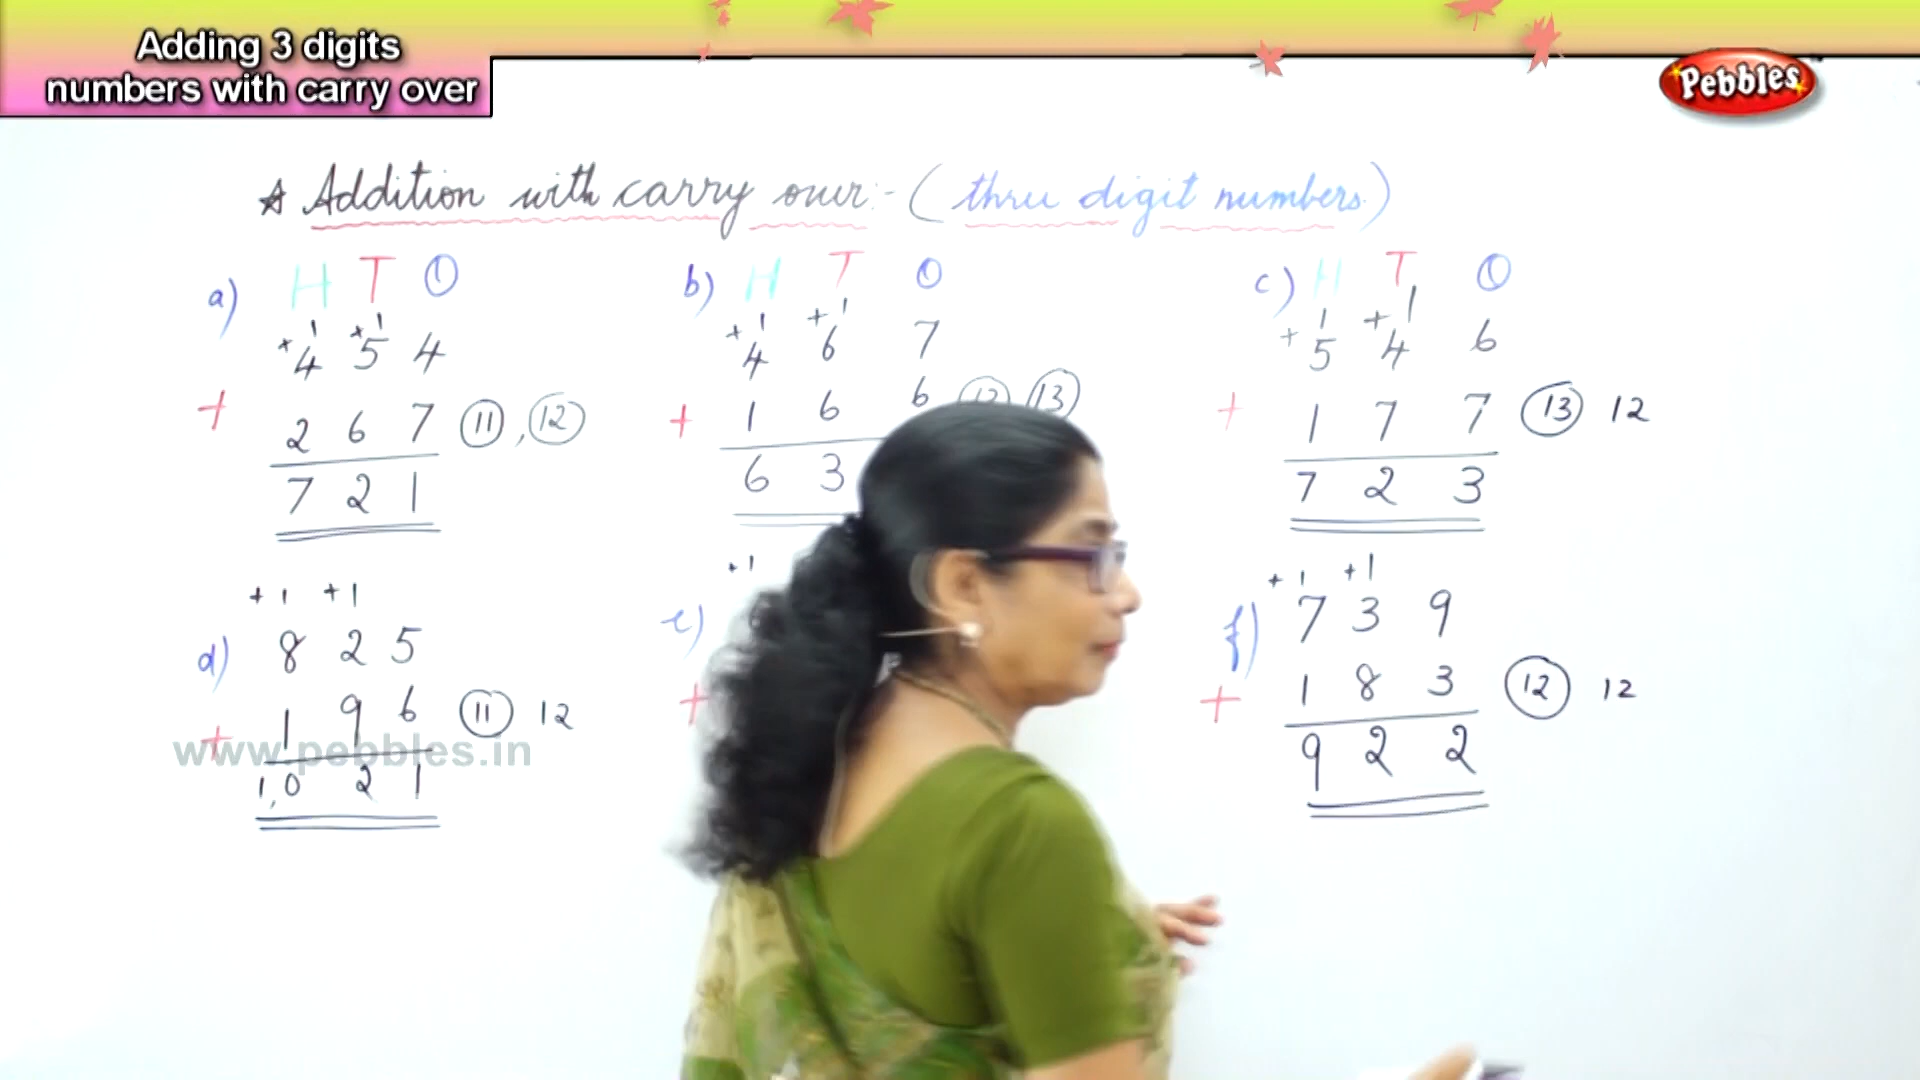 Adding 3 digits
numbers with carry over
Pebbles
* Addition with carry over:- (three digit numbers.)
a) H T O
+1 +1
+4 5 4
+ 2 6 7 (11), (12)
7 2 1
b) H T O
+1 +1
4 6 7
+ 1 6 6 (13)
6 3
c) H T O
+1 +1
5 4 6
+ 1 7 7 (13) 12
7 2 3
+1 +1
d) 8 2 5
+ 1 9 6 (11) 12
1,0 2 1
+1
e)
+
+1 +1
f) 7 3 9
+ 1 8 3 (12) 12
9 2 2
www.pebbles.in